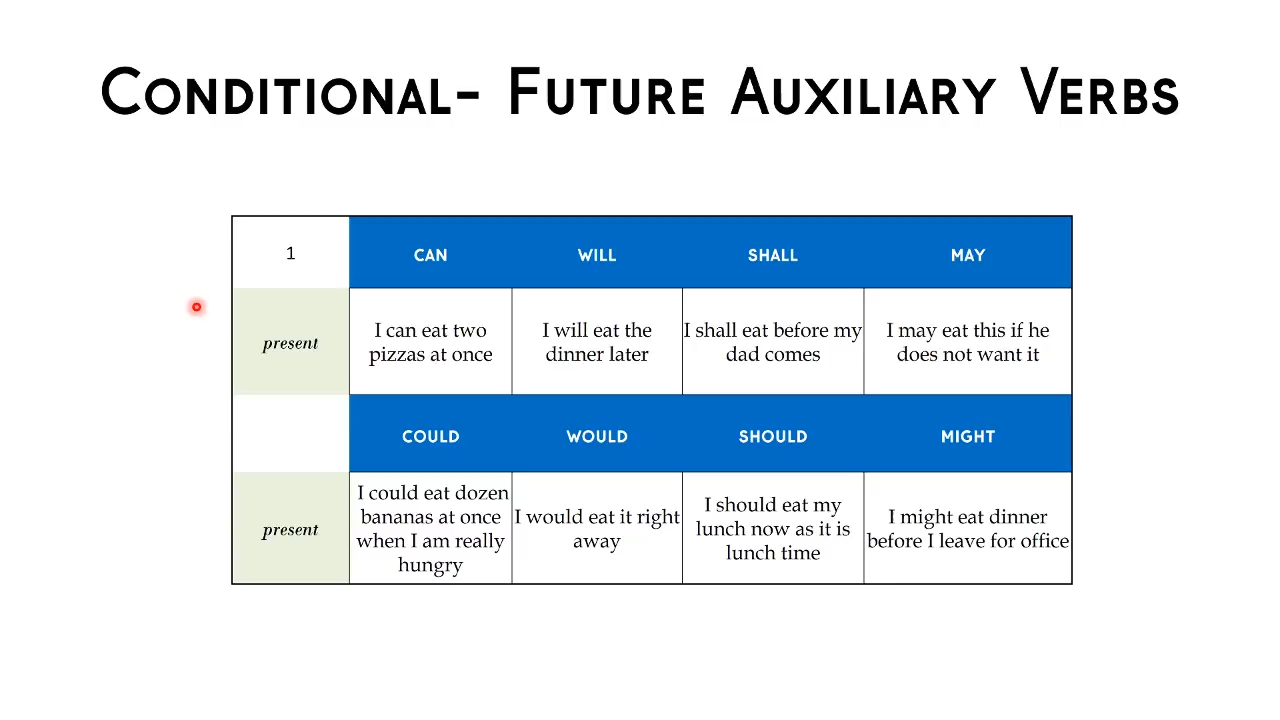 Conditional- Future Auxiliary Verbs
1
CAN
WILL
SHALL
MAY
present
I can eat two
pizzas at once
I will eat the
dinner later
I shall eat before my
dad comes
I may eat this if he
does not want it
COULD
WOULD
SHOULD
MIGHT
present
I could eat dozen
bananas at once
when I am really
hungry
I would eat it right
away
I should eat my
lunch now as it is
lunch time
I might eat dinner
before I leave for office